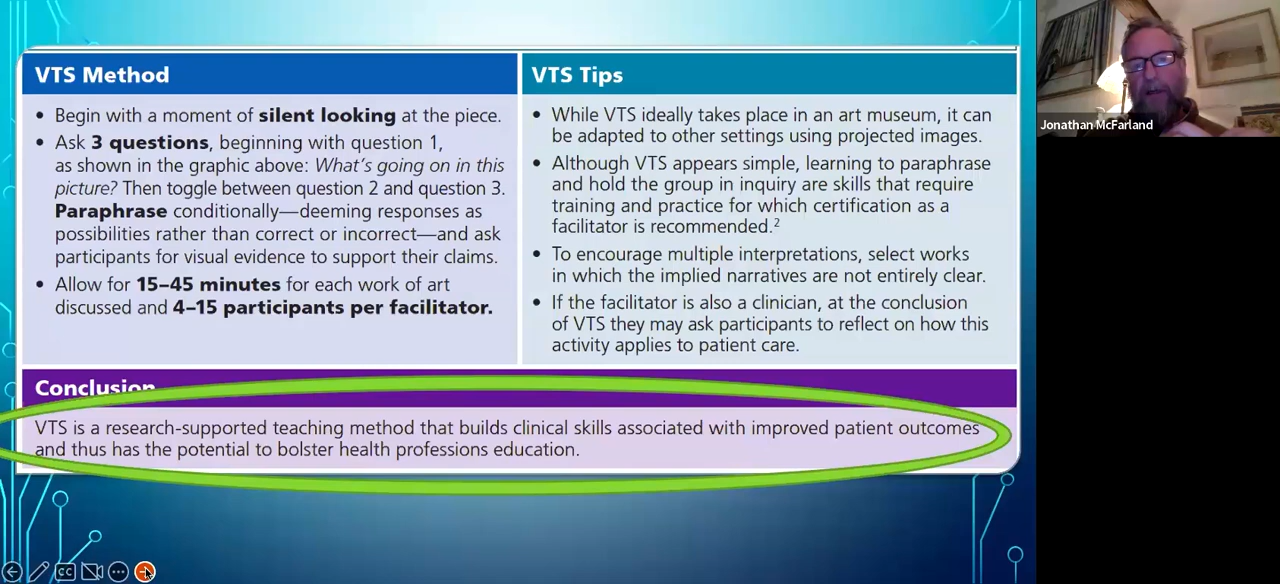 VTS Method
• Begin with a moment of silent looking at the piece.
• Ask 3 questions, beginning with question 1,
as shown in the graphic above: What's going on in this
picture? Then toggle between question 2 and question 3.
Paraphrase conditionally—deeming responses as
possibilities rather than correct or incorrect—and ask
participants for visual evidence to support their claims.
• Allow for 15–45 minutes for each work of art
discussed and 4–15 participants per facilitator.
VTS Tips
• While VTS ideally takes place in an art museum, it can
be adapted to other settings using projected images.
• Although VTS appears simple, learning to paraphrase
and hold the group in inquiry are skills that require
training and practice for which certification as a
facilitator is recommended.²
• To encourage multiple interpretations, select works
in which the implied narratives are not entirely clear.
• If the facilitator is also a clinician, at the conclusion
of VTS they may ask participants to reflect on how this
activity applies to patient care.
Conclusion
VTS is a research-supported teaching method that builds clinical skills associated with improved patient outcomes
and thus has the potential to bolster health professions education.
Jonathan McFarland
CC